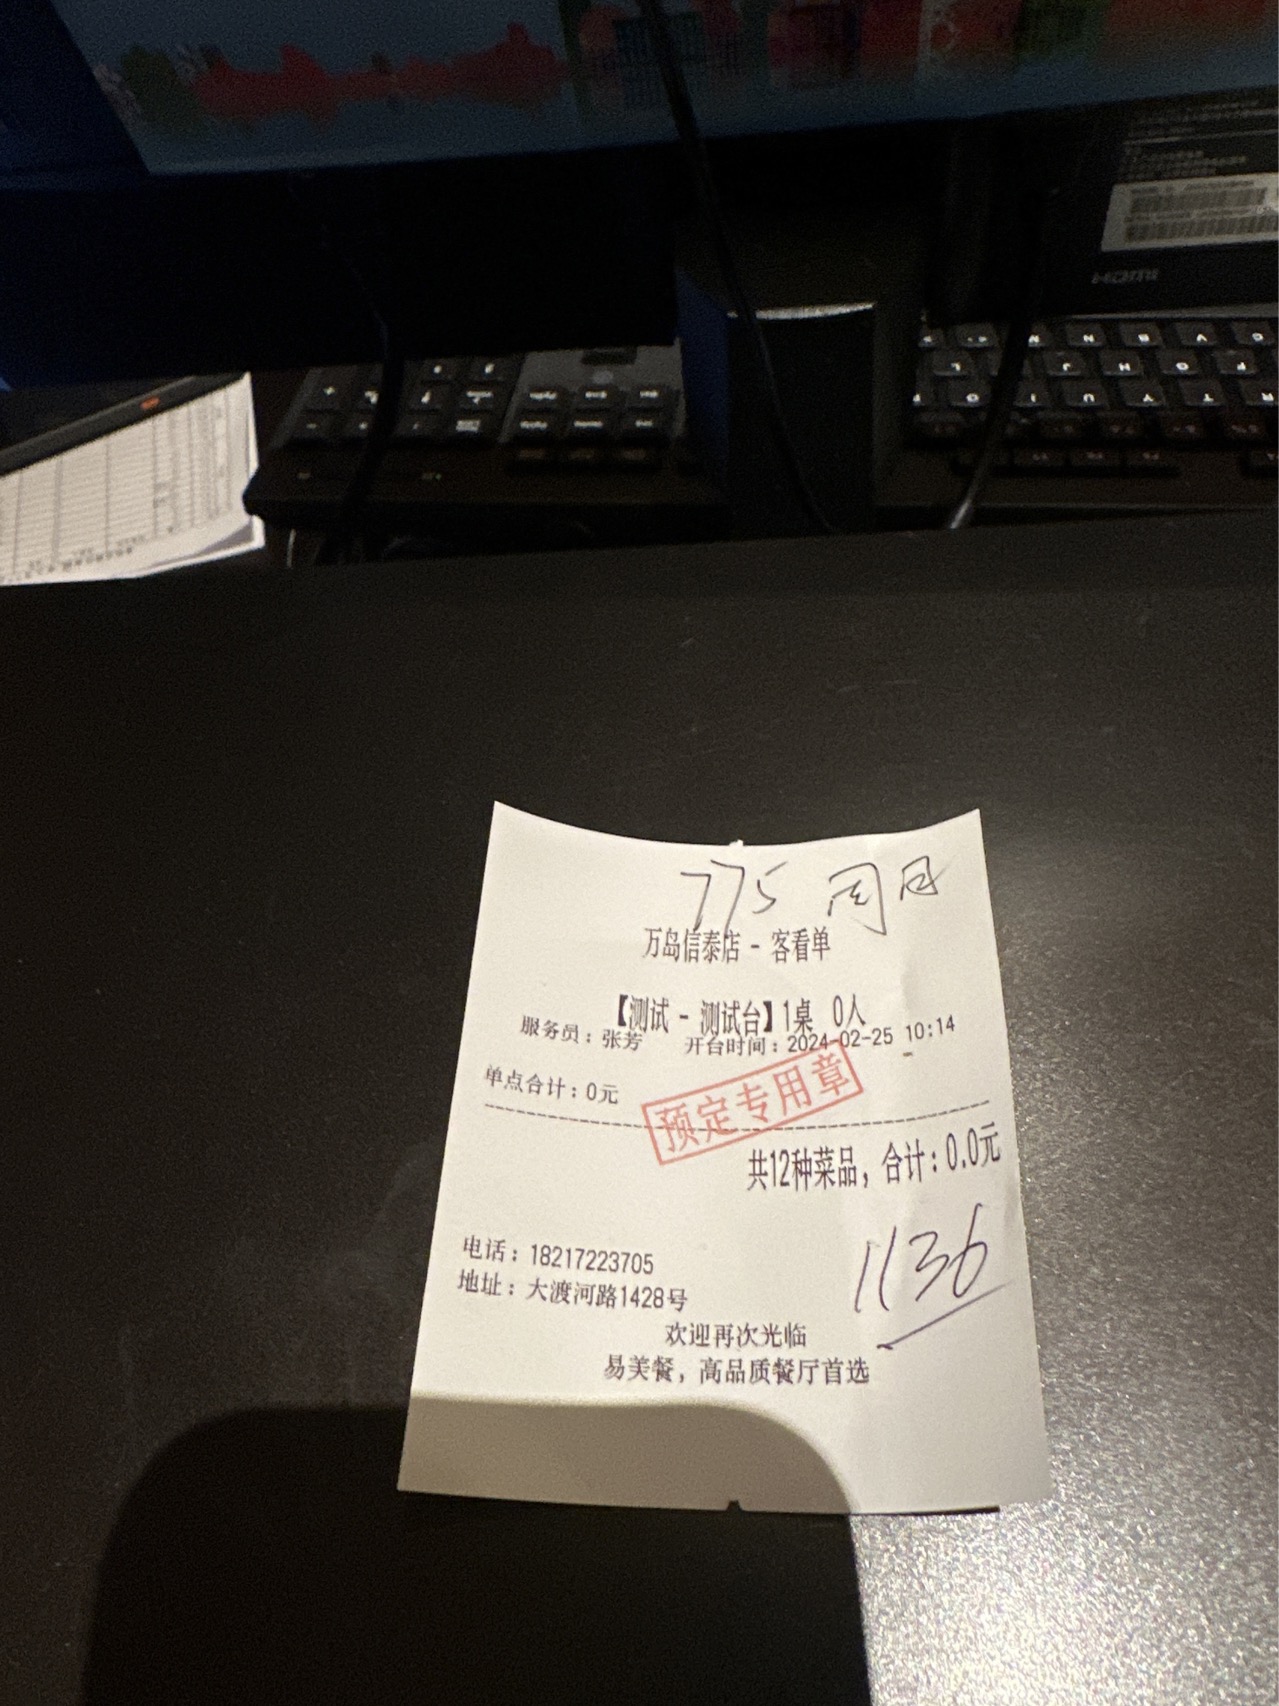 HDMI
775
万岛信泰店 - 客看单
【测试 - 测试台】1桌 0人
服务员：张芳 开台时间：2024-02-25 10:14
单点合计：0元
预定专用章
共12种菜品，合计：0.0元
1136
电话：18217223705
地址：大渡河路1428号
欢迎再次光临
易美餐，高品质餐厅首选